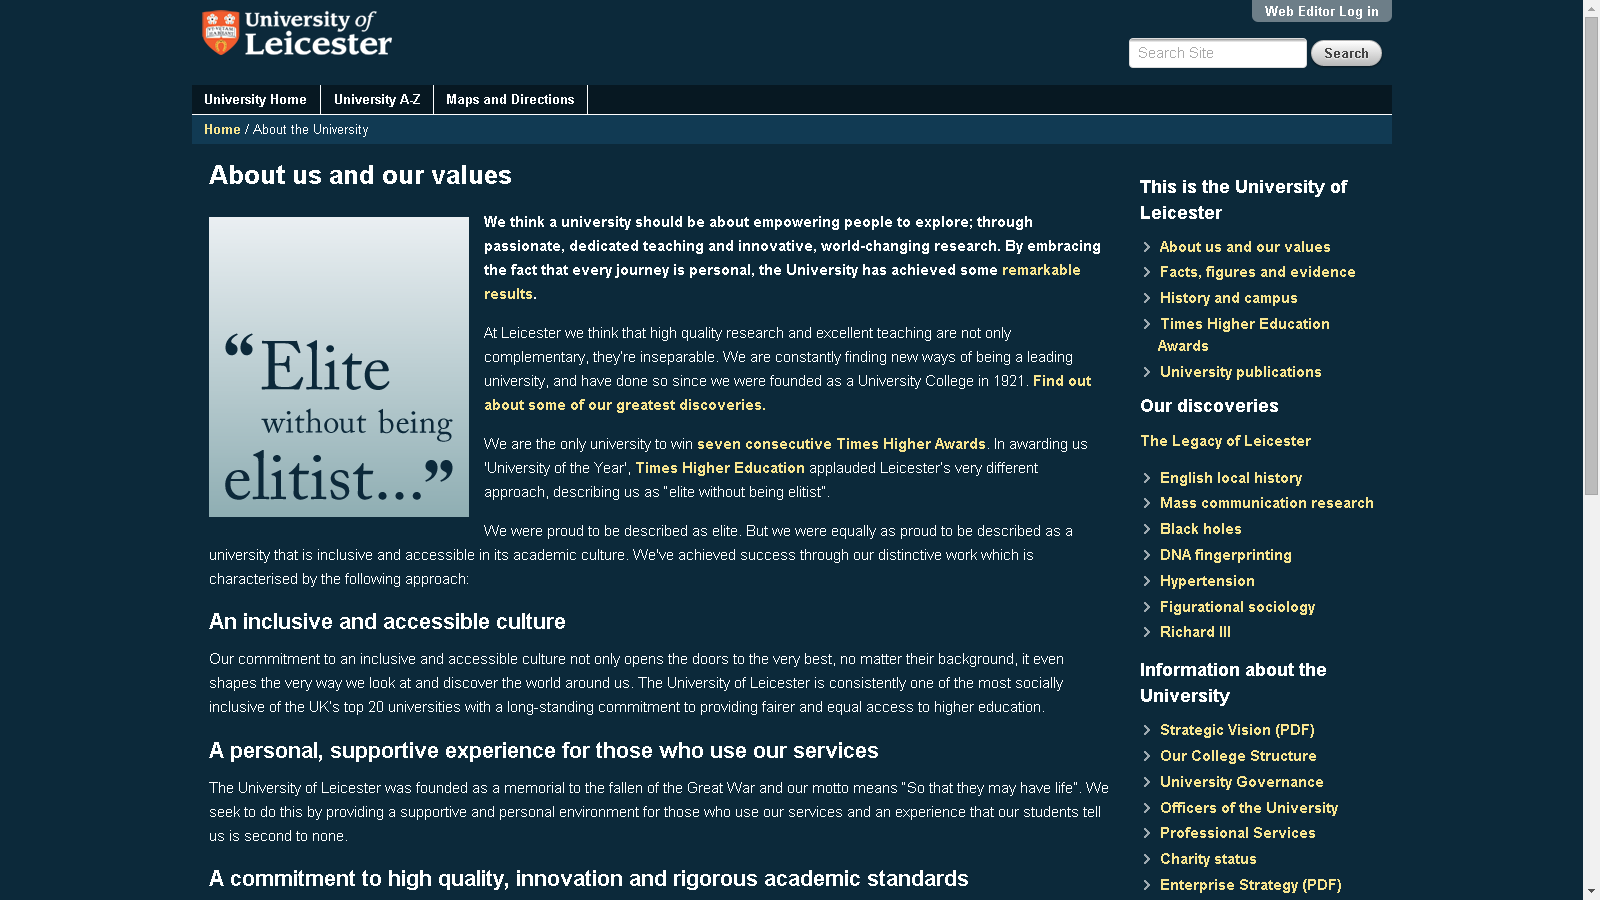 University of
Leicester
Web Editor Log in
Search Site
Search
University Home
University A-Z
Maps and Directions
Home / About the University
About us and our values
“Elite
without being
elitist...”
We think a university should be about empowering people to explore; through
passionate, dedicated teaching and innovative, world-changing research. By embracing
the fact that every journey is personal, the University has achieved some remarkable
results.
At Leicester we think that high quality research and excellent teaching are not only
complementary, they're inseparable. We are constantly finding new ways of being a leading
university, and have done so since we were founded as a University College in 1921. Find out
about some of our greatest discoveries.
We are the only university to win seven consecutive Times Higher Awards. In awarding us
'University of the Year', Times Higher Education applauded Leicester's very different
approach, describing us as "elite without being elitist".
We were proud to be described as elite. But we were equally as proud to be described as a
university that is inclusive and accessible in its academic culture. We've achieved success through our distinctive work which is
characterised by the following approach:
An inclusive and accessible culture
Our commitment to an inclusive and accessible culture not only opens the doors to the very best, no matter their background, it even
shapes the very way we look at and discover the world around us. The University of Leicester is consistently one of the most socially
inclusive of the UK's top 20 universities with a long-standing commitment to providing fairer and equal access to higher education.
A personal, supportive experience for those who use our services
The University of Leicester was founded as a memorial to the fallen of the Great War and our motto means "So that they may have life". We
seek to do this by providing a supportive and personal environment for those who use our services and an experience that our students tell
us is second to none.
A commitment to high quality, innovation and rigorous academic standards
This is the University of
Leicester
About us and our values
Facts, figures and evidence
History and campus
Times Higher Education
Awards
University publications
Our discoveries
The Legacy of Leicester
English local history
Mass communication research
Black holes
DNA fingerprinting
Hypertension
Figurational sociology
Richard III
Information about the
University
Strategic Vision (PDF)
Our College Structure
University Governance
Officers of the University
Professional Services
Charity status
Enterprise Strategy (PDF)